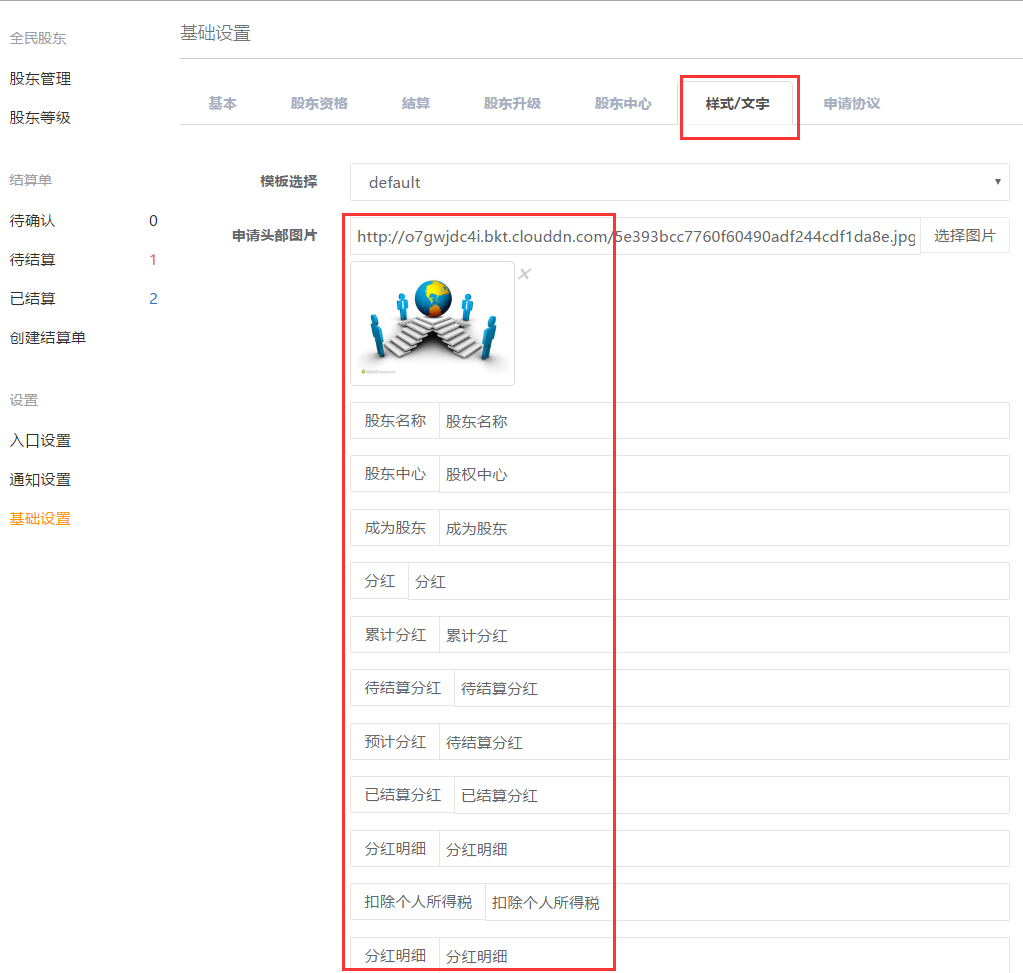 全民股东
股东管理
股东等级
结算单
待确认 0
待结算 1
已结算 2
创建结算单
设置
入口设置
通知设置
基础设置
基础设置
基本 股东资格 结算 股东升级 股东中心 样式/文字 申请协议
模板选择 default
申请头部图片 http://o7gwjdc4i.bkt.clouddn.com/5e393bcc7760f60490adf244cdf1da8e.jpg 选择图片
股东名称 股东名称
股东中心 股权中心
成为股东 成为股东
分红 分红
累计分红 累计分红
待结算分红 待结算分红
预计分红 待结算分红
已结算分红 已结算分红
分红明细 分红明细
扣除个人所得税 扣除个人所得税
分红明细 分红明细